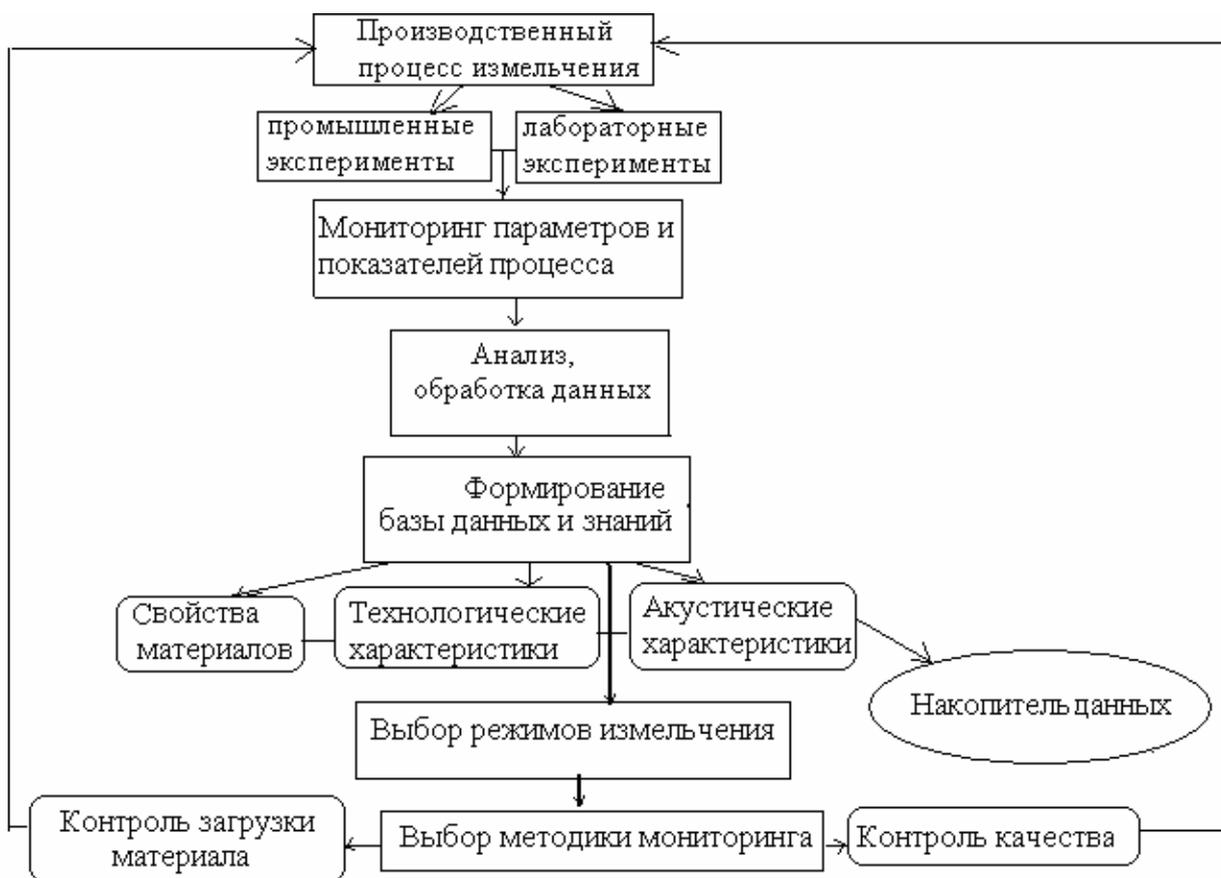 Производственный
процесс измельчения
промышленные
эксперименты
лабораторные
эксперименты
Мониторинг параметров и
показателей процесса
Анализ,
обработка данных
Формирование
базы данных и знаний
Свойства
материалов
Технологические
характеристики
Акустические
характеристики
Накопитель данных
Выбор режимов измельчения
Контроль загрузки
материала
Выбор методики мониторинга
Контроль качества